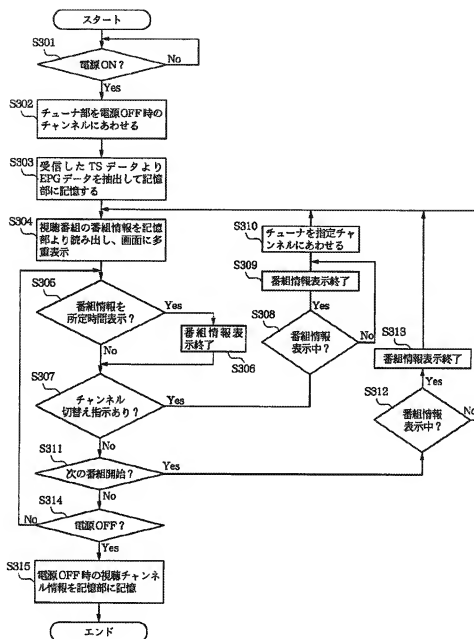 スタート
S301
電源ON?
No
Yes
S302
チューナ部を電源OFF時の
チャンネルにあわせる
S303
受信したTSデータより
EPGデータを抽出して記憶
部に記憶する
S304
視聴番組の番組情報を記憶
部より読み出し、画面に多
重表示
S305
番組情報を
所定時間表示?
Yes
No
番組情報表
示終了
S306
S307
チャンネル
切替え指示あり?
Yes
No
S308
番組情報
表示中?
No
Yes
S309
番組情報表示終了
S310
チューナを指定チャ
ンネルにあわせる
S311
次の番組開始?
Yes
No
S312
番組情報
表示中?
No
Yes
S313
番組情報表示終了
S314
電源OFF?
No
Yes
S315
電源OFF時の視聴チャンネ
ル情報を記憶部に記憶
エンド